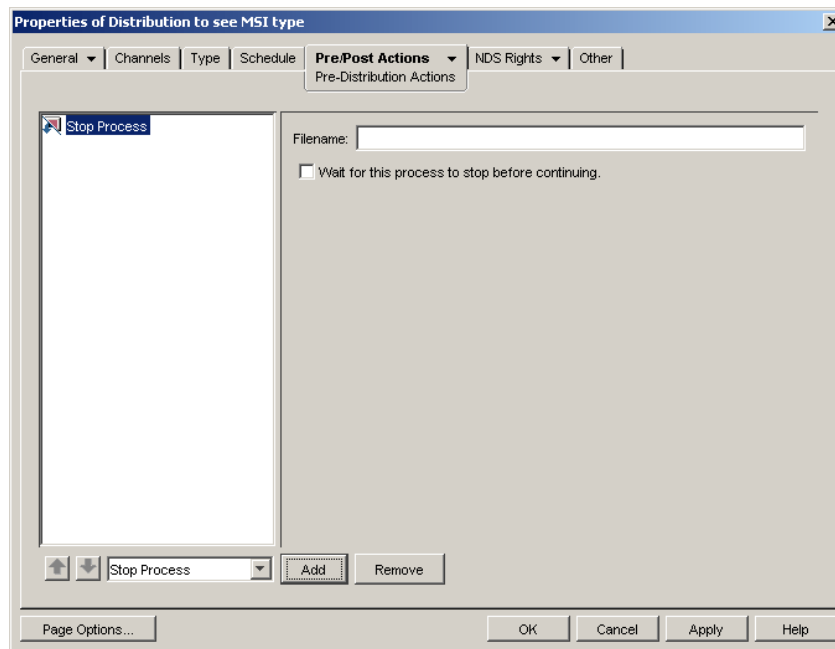 Properties of Distribution to see MSI type
General Channels Type Schedule Pre/Post Actions NDS Rights Other
Pre-Distribution Actions
Stop Process
Filename:
Wait for this process to stop before continuing.
Stop Process Add Remove
Page Options... OK Cancel Apply Help